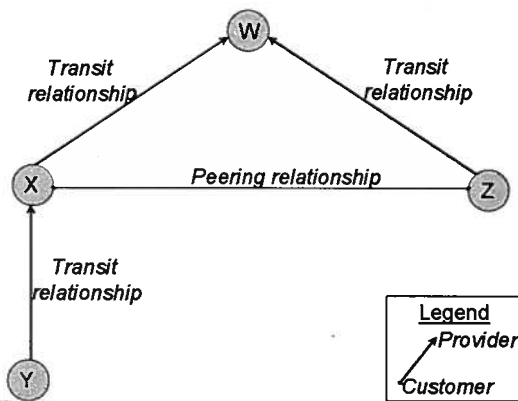 W
Transit
relationship
Transit
relationship
X
Peering relationship
Z
Transit
relationship
Y
Legend
Provider
Customer